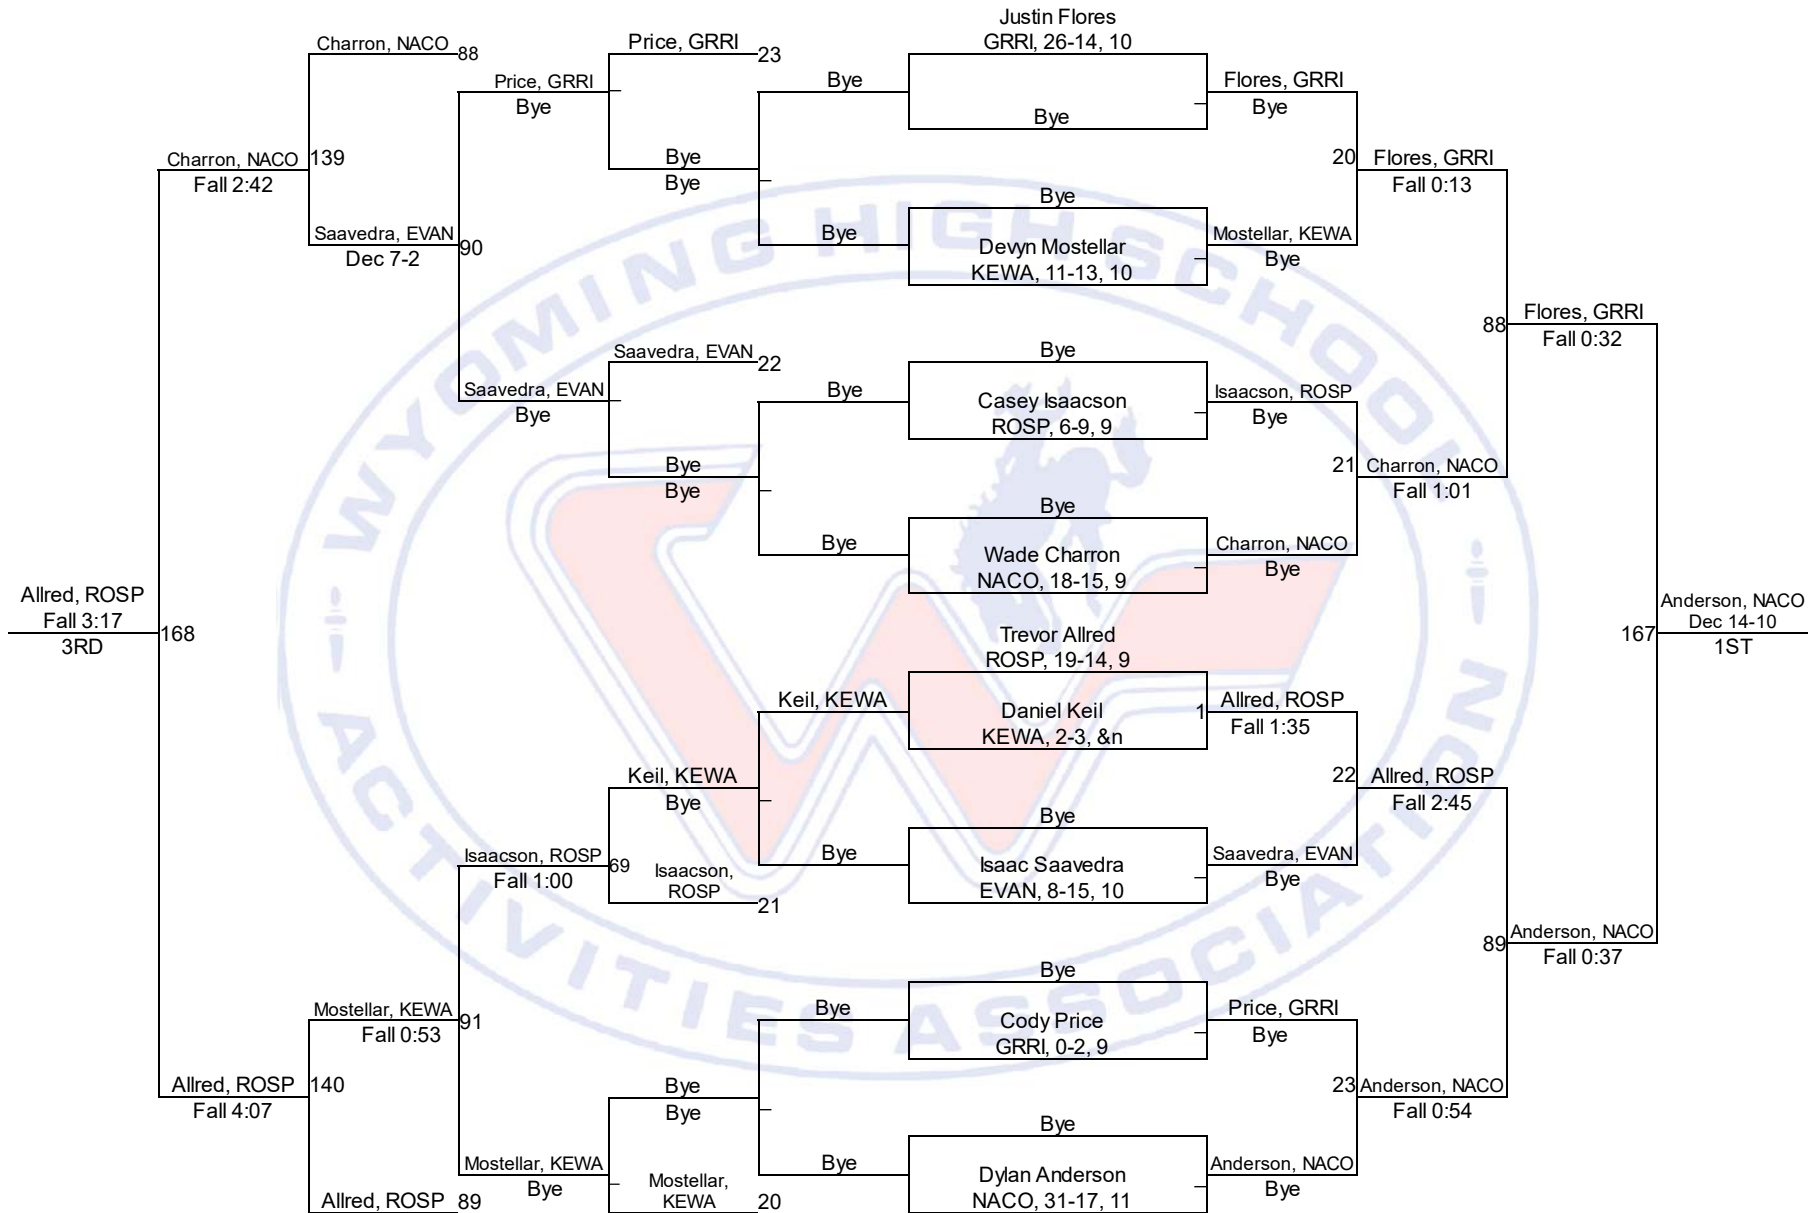 Charron, NACO
88
Price, GRRI
Bye
Charron, NACO
Fall 2:42
139
Saavedra, EVAN
Dec 7-2
90
Price, GRRI
23
Bye
Bye
Bye
Saavedra, EVAN
22
Saavedra, EVAN
Bye
Bye
Bye
Bye
Bye
Bye
Justin Flores
GRRI, 26-14, 10
Bye
Flores, GRRI
Bye
Bye
Devyn Mostellar
KEWA, 11-13, 10
Mostellar, KEWA
Bye
20
Flores, GRRI
Fall 0:13
Bye
Casey Isaacson
ROSP, 6-9, 9
Isaacson, ROSP
Bye
Bye
Wade Charron
NACO, 18-15, 9
Charron, NACO
Bye
21
Charron, NACO
Fall 1:01
88
Flores, GRRI
Fall 0:32
Allred, ROSP
Fall 3:17
3RD
168
Trevor Allred
ROSP, 19-14, 9
Daniel Keil
KEWA, 2-3, &n
1
Allred, ROSP
Fall 1:35
Keil, KEWA
Keil, KEWA
Bye
Bye
Bye
Isaac Saavedra
EVAN, 8-15, 10
Saavedra, EVAN
Bye
22
Allred, ROSP
Fall 2:45
Isaacson, ROSP
Fall 1:00
69
Isaacson,
ROSP
21
Bye
Cody Price
GRRI, 0-2, 9
Price, GRRI
Bye
Bye
Bye
Dylan Anderson
NACO, 31-17, 11
Anderson, NACO
Bye
23
Anderson, NACO
Fall 0:54
89
Anderson, NACO
Fall 0:37
167
Anderson, NACO
Dec 14-10
1ST
Mostellar, KEWA
Fall 0:53
91
Allred, ROSP
Fall 4:07
140
Bye
Bye
Bye
Mostellar, KEWA
Bye
Mostellar,
KEWA
20
Allred, ROSP
89
WYOMING HIGH SCHOOL
ACTIVITIES ASSOCIATION